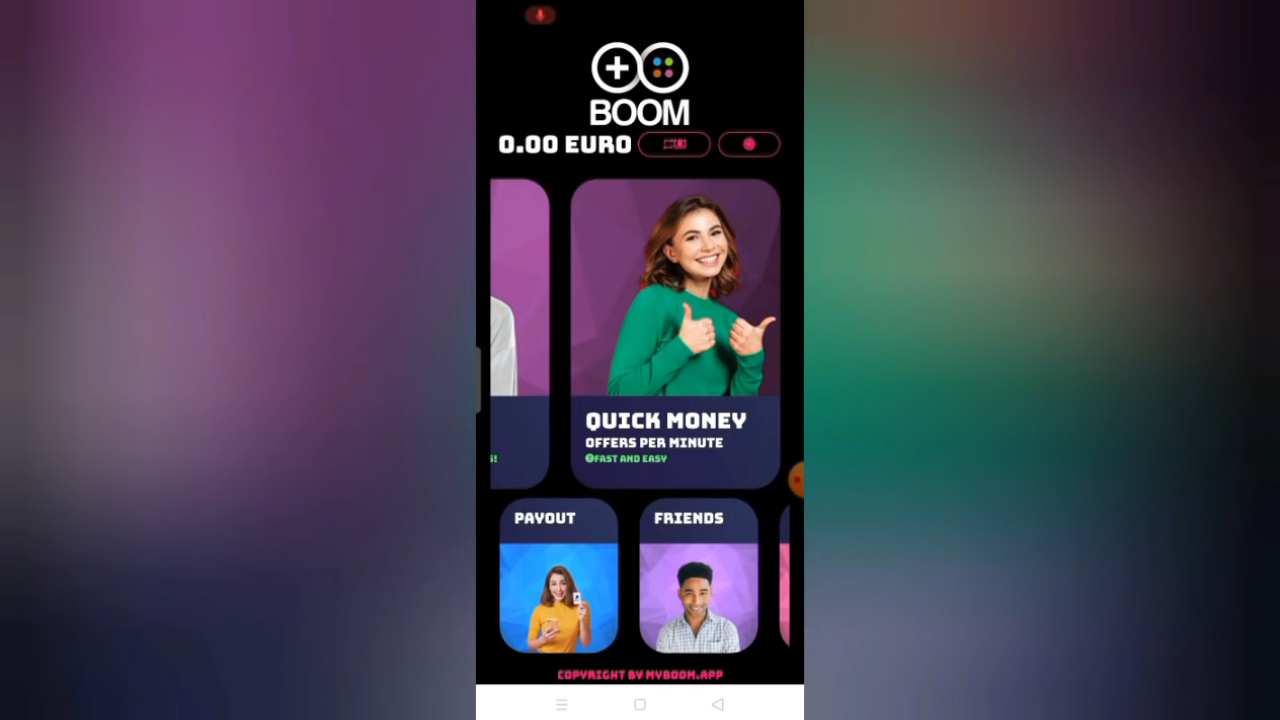 BOOM
0.00 EURO
QUICK MONEY
OFFERS PER MINUTE
FAST AND EASY
S!
PAYOUT
FRIENDS
COPYRIGHT BY MYBOOM.APP